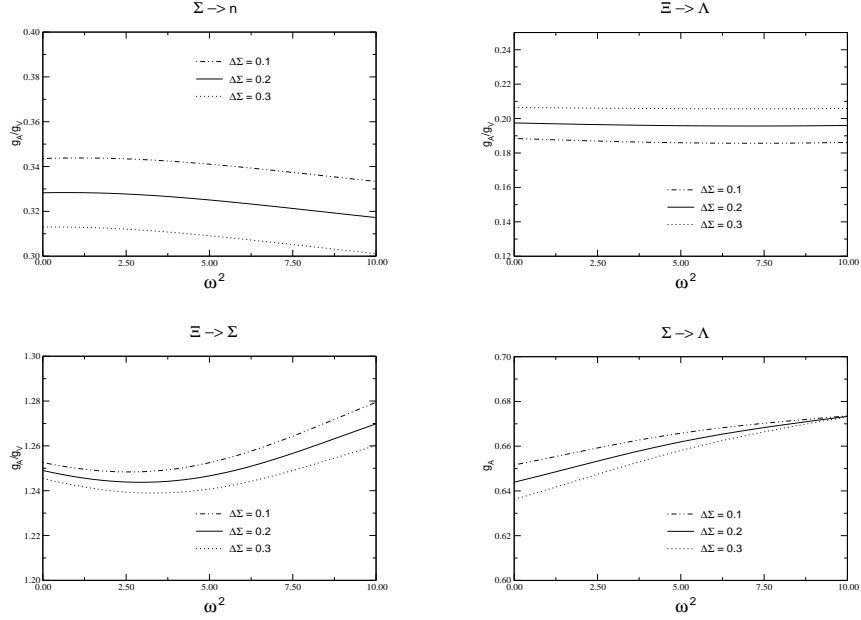 Σ −> n
0.40
0.38
0.36
0.34
0.32
0.30
g_A/g_V
ΔΣ = 0.1
ΔΣ = 0.2
ΔΣ = 0.3
0.00 2.50 5.00 7.50 10.00
ω²
Ξ −> Λ
0.24
0.22
0.20
0.18
0.16
0.14
0.12
g_A/g_V
ΔΣ = 0.1
ΔΣ = 0.2
ΔΣ = 0.3
0.00 2.50 5.00 7.50 10.00
ω²
Ξ −> Σ
1.30
1.28
1.26
1.24
1.22
1.20
g_A/g_V
ΔΣ = 0.1
ΔΣ = 0.2
ΔΣ = 0.3
0.00 2.50 5.00 7.50 10.00
ω²
Σ −> Λ
0.70
0.68
0.66
0.64
0.62
0.60
g_A
ΔΣ = 0.1
ΔΣ = 0.2
ΔΣ = 0.3
0.00 2.50 5.00 7.50 10.00
ω²